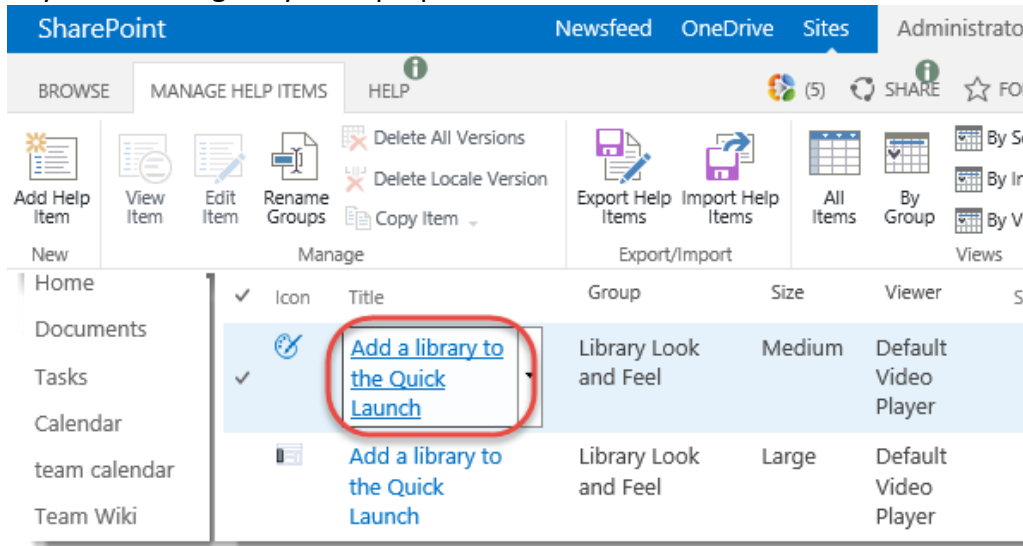 SharePoint Newsfeed OneDrive Sites
BROWSE MANAGE HELP ITEMS HELP (5) SHARE
Delete All Versions
Delete Locale Version
Copy Item
Add Help Item
View Item
Edit Item
Rename Groups
Export Help Items
Import Help Items
All Items
By Group
By
By
By
New Manage Export/Import Views
Home
Documents
Tasks
Calendar
team calendar
Team Wiki
Icon Title Group Size Viewer
Add a library to
the Quick
Launch
Library Look
and Feel
Medium
Default
Video
Player
Add a library to
the Quick
Launch
Library Look
and Feel
Large
Default
Video
Player